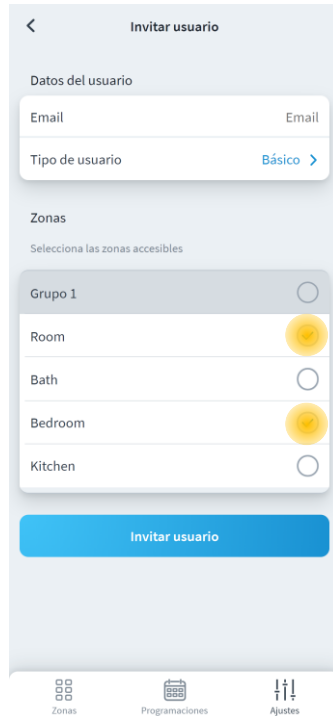 Invitar usuario
Datos del usuario
Email Email
Tipo de usuario Básico
Zonas
Selecciona las zonas accesibles
Grupo 1
Room
Bath
Bedroom
Kitchen
Invitar usuario
Zonas Programaciones Ajustes